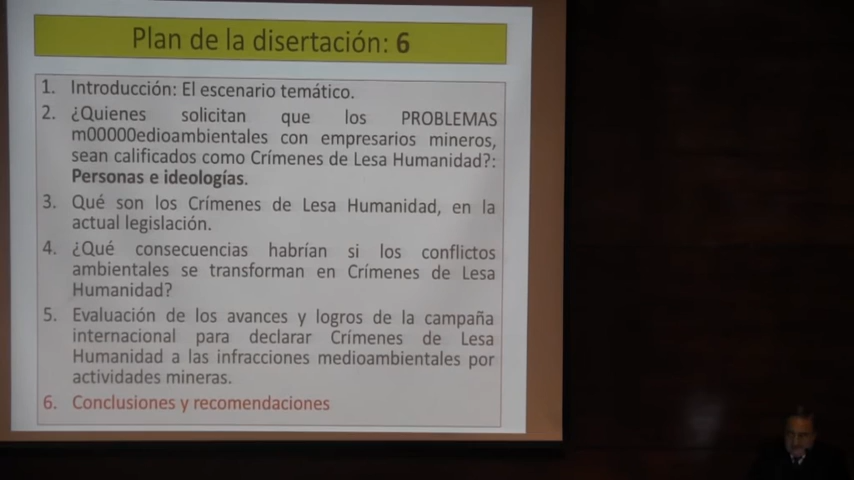 Plan de la disertación: 6
1. Introducción: El escenario temático.
2. ¿Quienes solicitan que los PROBLEMAS
m00000edioambientales con empresarios mineros,
sean calificados como Crímenes de Lesa Humanidad?:
Personas e ideologías.
3. Qué son los Crímenes de Lesa Humanidad, en la
actual legislación.
4. ¿Qué consecuencias habrían si los conflictos
ambientales se transforman en Crímenes de Lesa
Humanidad?
5. Evaluación de los avances y logros de la campaña
internacional para declarar Crímenes de Lesa
Humanidad a las infracciones medioambientales por
actividades mineras.
6. Conclusiones y recomendaciones